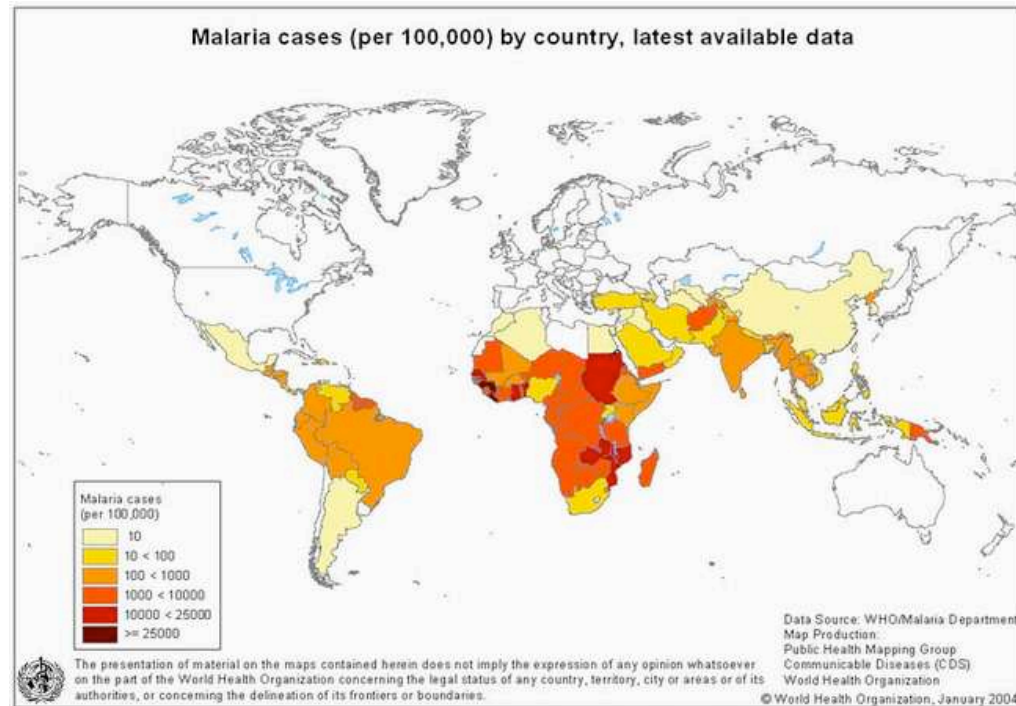 Malaria cases (per 100,000) by country, latest available data
Malaria cases
(per 100,000)
10
10 < 100
100 < 1000
1000 < 10000
10000 < 25000
>= 25000
Data Source: WHO/Malaria Department
Map Production:
Public Health Mapping Group
Communicable Diseases (CDS)
World Health Organization
The presentation of material on the maps contained herein does not imply the expression of any opinion whatsoever
on the part of the World Health Organization concerning the legal status of any country, territory, city or areas or of its
authorities, or concerning the delineation of its frontiers or boundaries.
© World Health Organization, January 2004